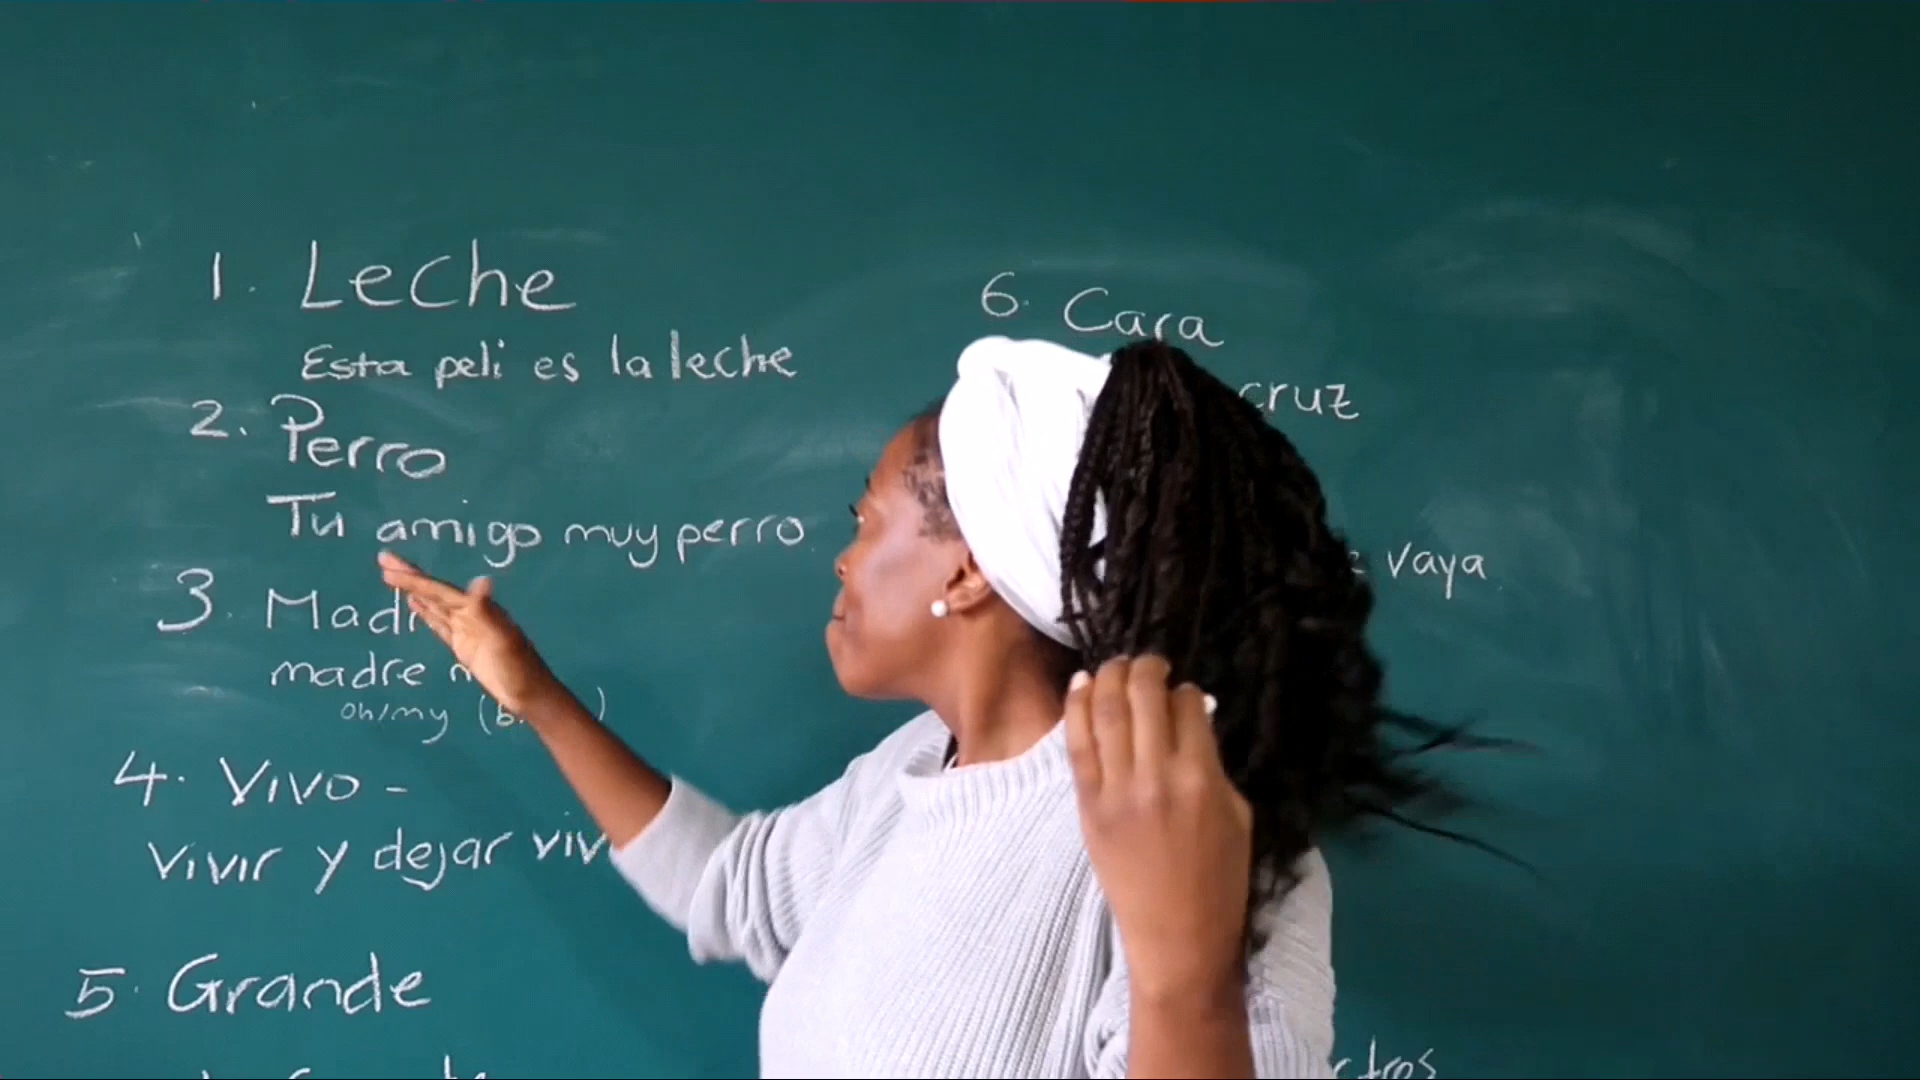 1. Leche
Esta peli es la leche
2. Perro
Tu amigo muy perro
3. Mad
madre
oh/my
4. Vivo -
Vivir y dejar viv
5. Grande
6. Cara
cruz
vaya